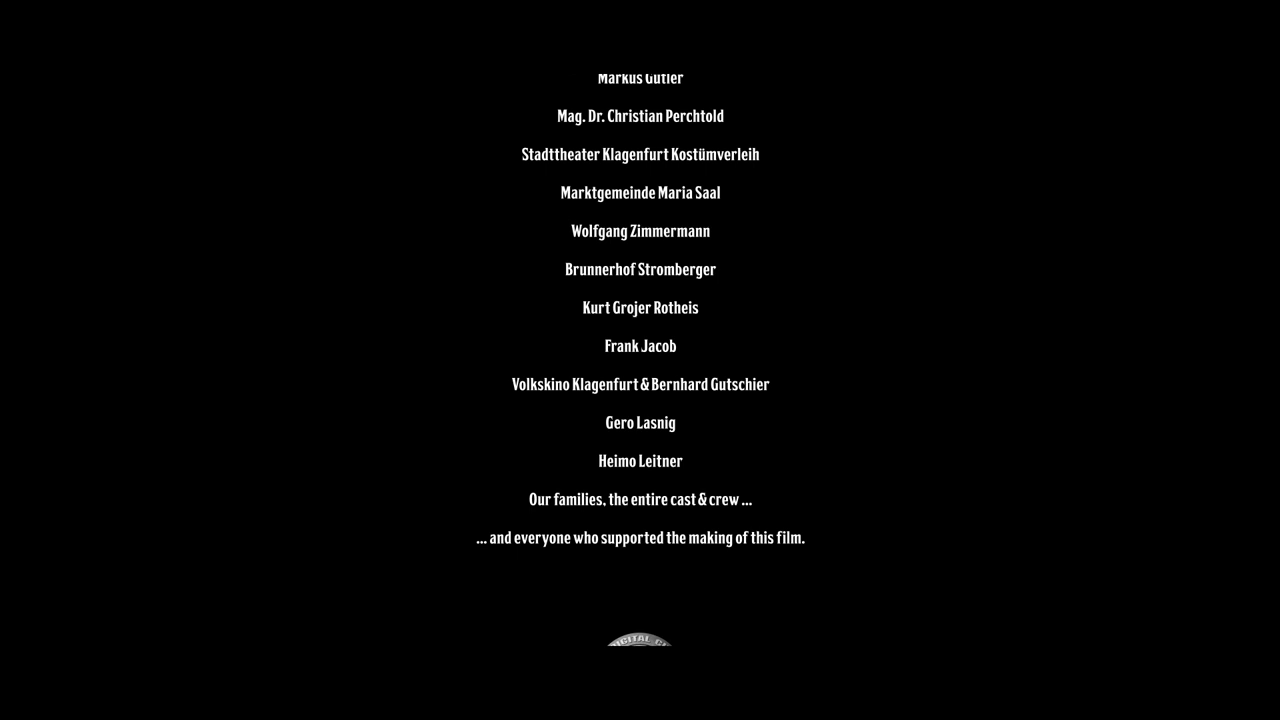 Markus Gutler
Mag. Dr. Christian Perchtold
Stadttheater Klagenfurt Kostümverleih
Marktgemeinde Maria Saal
Wolfgang Zimmermann
Brunnerhof Stromberger
Kurt Grojer Rotheis
Frank Jacob
Volkskino Klagenfurt & Bernhard Gutschier
Gero Lasnig
Heimo Leitner
Our families, the entire cast & crew ...
... and everyone who supported the making of this film.